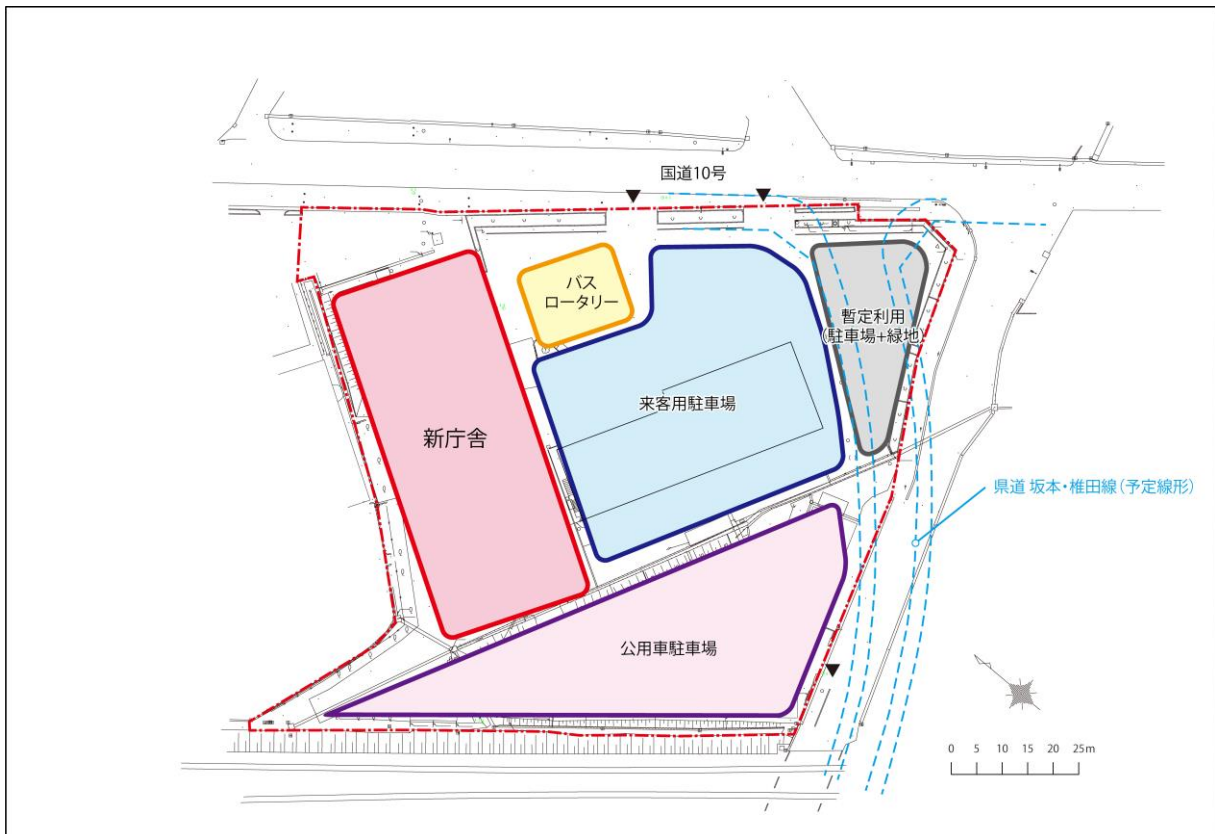 国道10号
バス
ロータリー
暫定利用
(駐車場+緑地)
来客用駐車場
新庁舎
県道 坂本・椎田線(予定線形)
公用車駐車場
0 5 10 15 20 25m